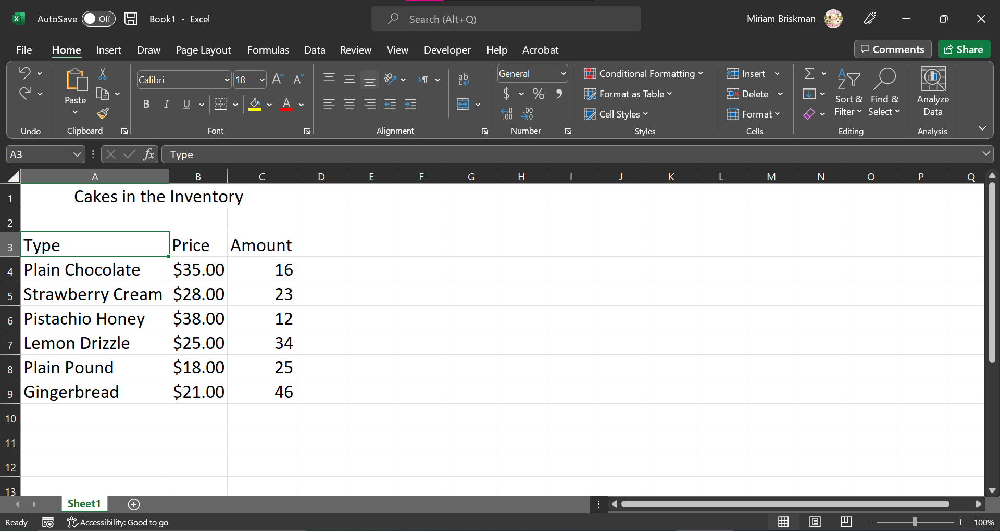 AutoSave Off Book1 - Excel Search (Alt+Q) Miriam Briskman
File Home Insert Draw Page Layout Formulas Data Review View Developer Help Acrobat Comments Share
Calibri 18 General Conditional Formatting Insert
Paste Format as Table Delete Sort & Filter Find & Select Analyze Data
B I U Cell Styles Format
Undo Clipboard Font Alignment Number Styles Cells Editing Analysis
A3 fx Type
A B C D E F G H I J K L M N O P Q
1 Cakes in the Inventory
2
3 Type Price Amount
4 Plain Chocolate $35.00 16
5 Strawberry Cream $28.00 23
6 Pistachio Honey $38.00 12
7 Lemon Drizzle $25.00 34
8 Plain Pound $18.00 25
9 Gingerbread $21.00 46
10
11
12
13
Sheet1
Ready Accessibility: Good to go 100%